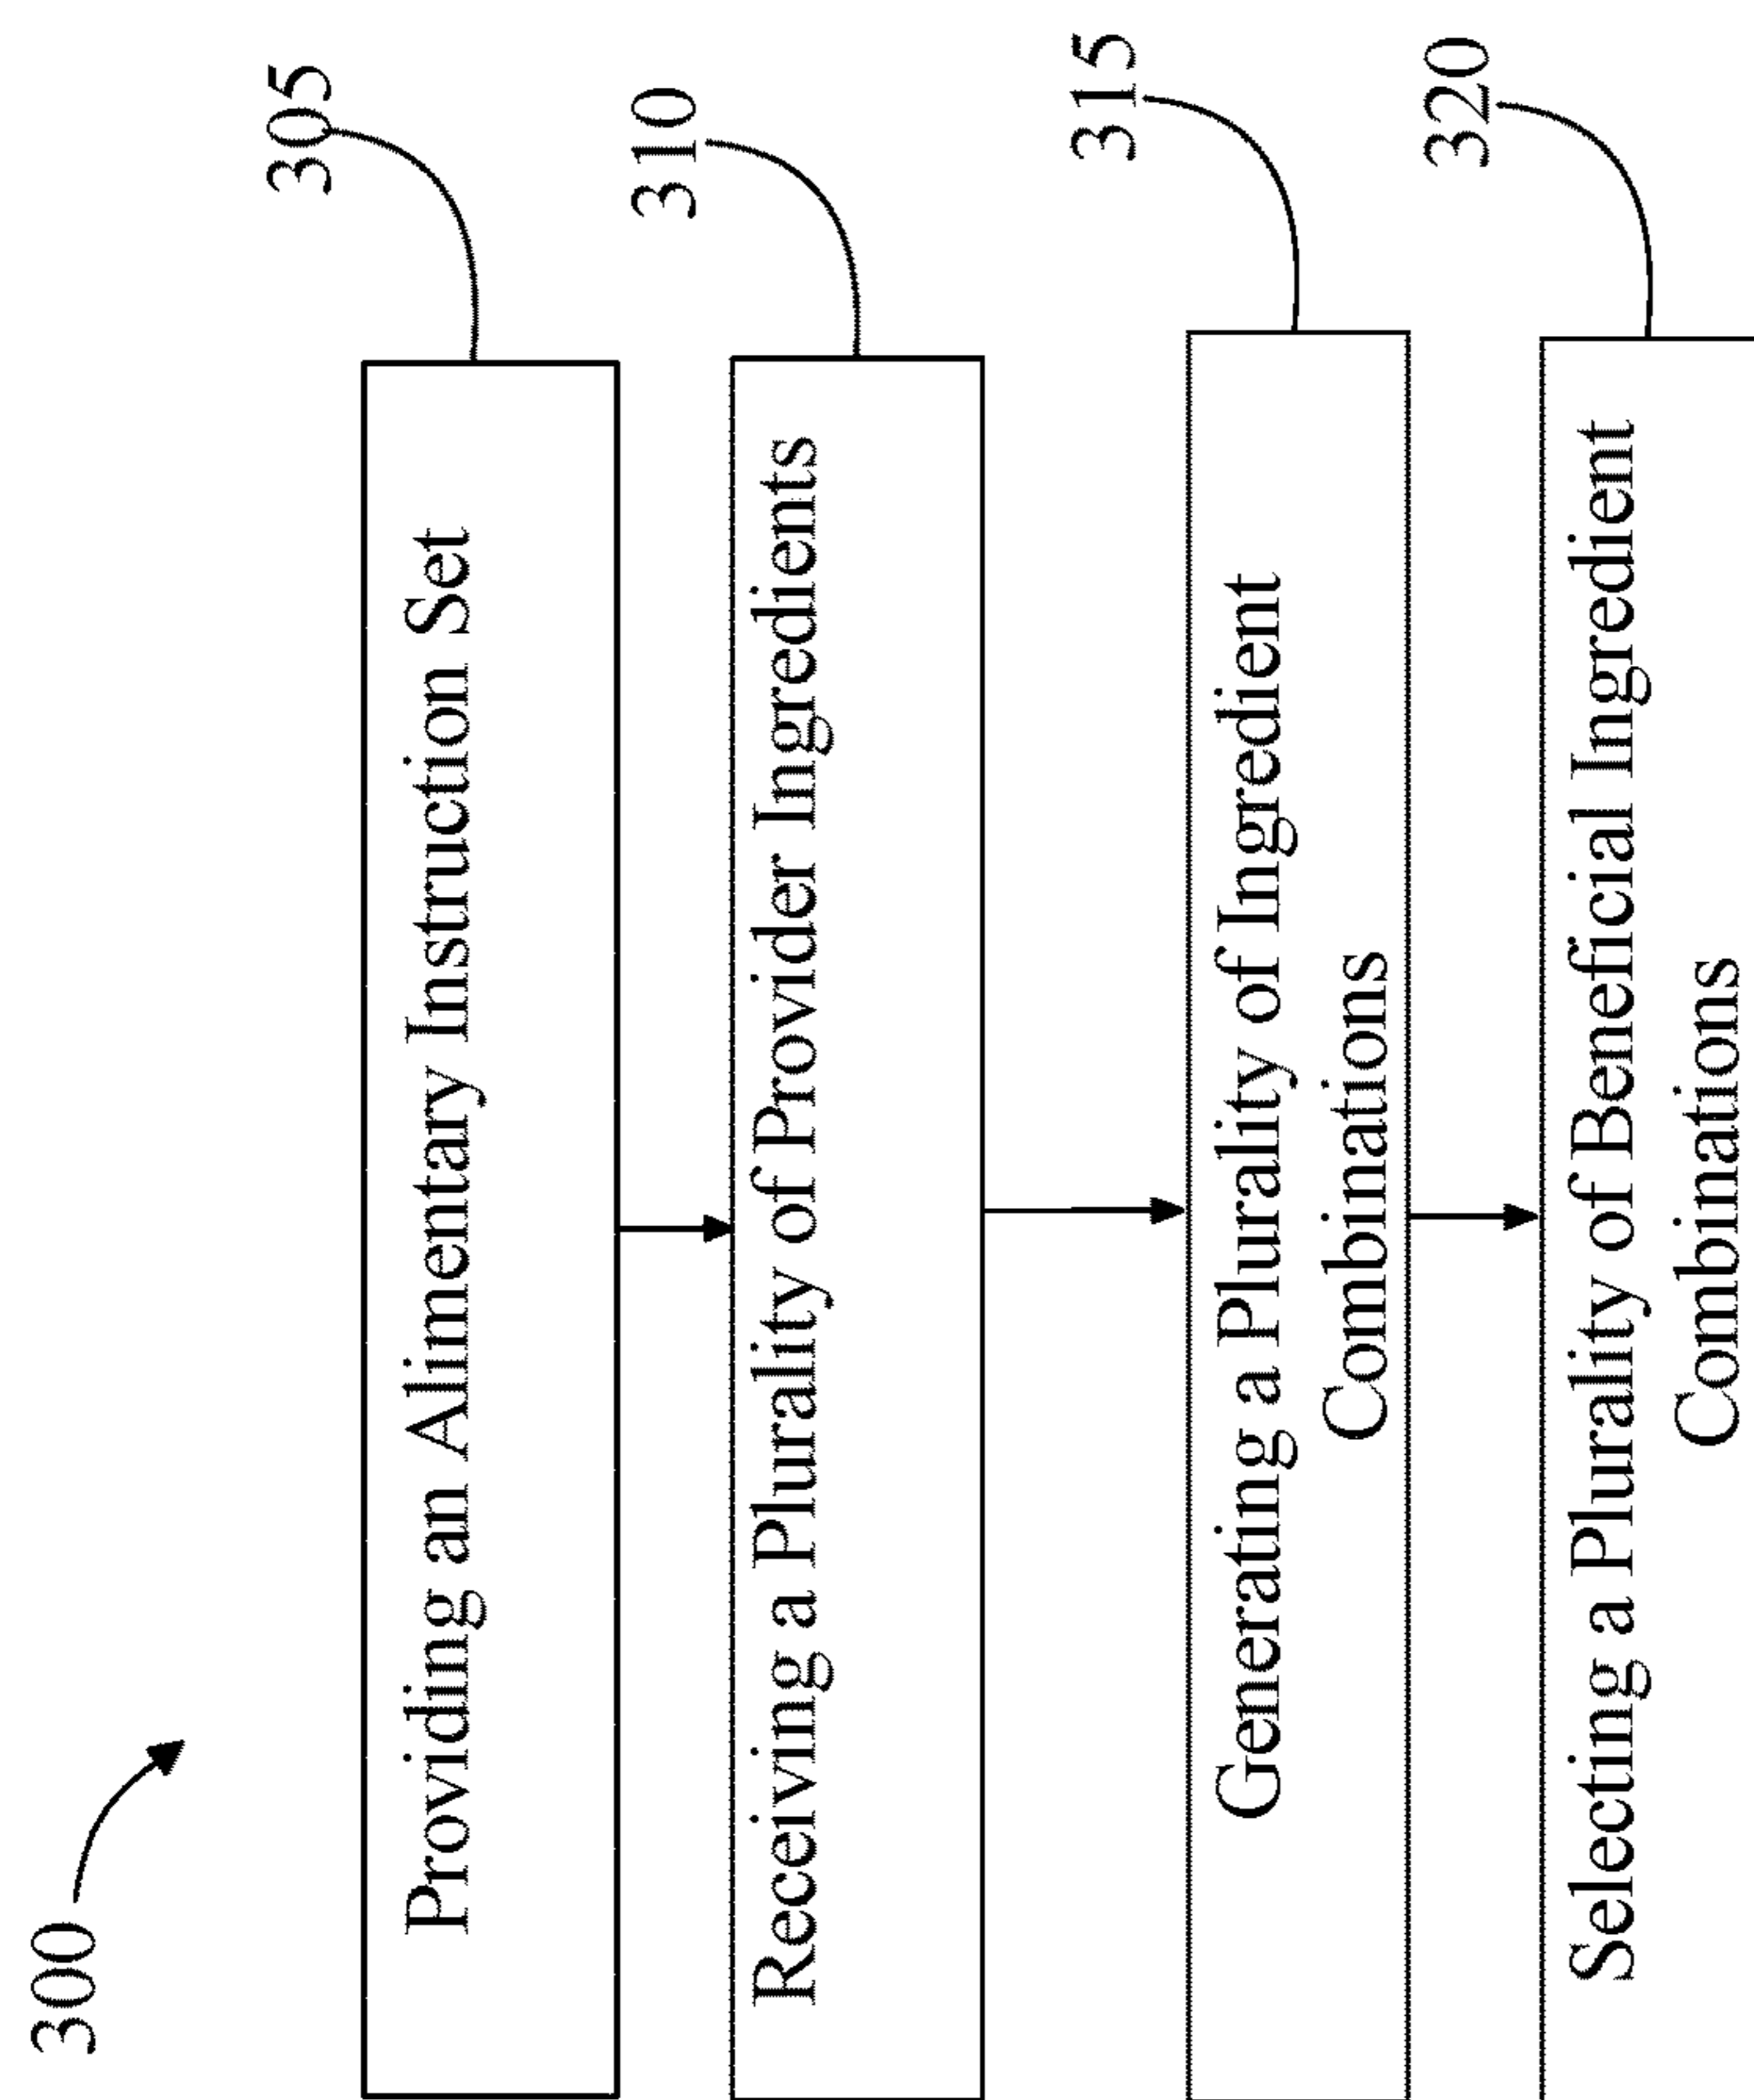 300
305
Providing an Alimentary Instruction Set
310
Receiving a Plurality of Provider Ingredients
315
Generating a Plurality of Ingredient
Combinations
320
Selecting a Plurality of Beneficial Ingredient
Combinations